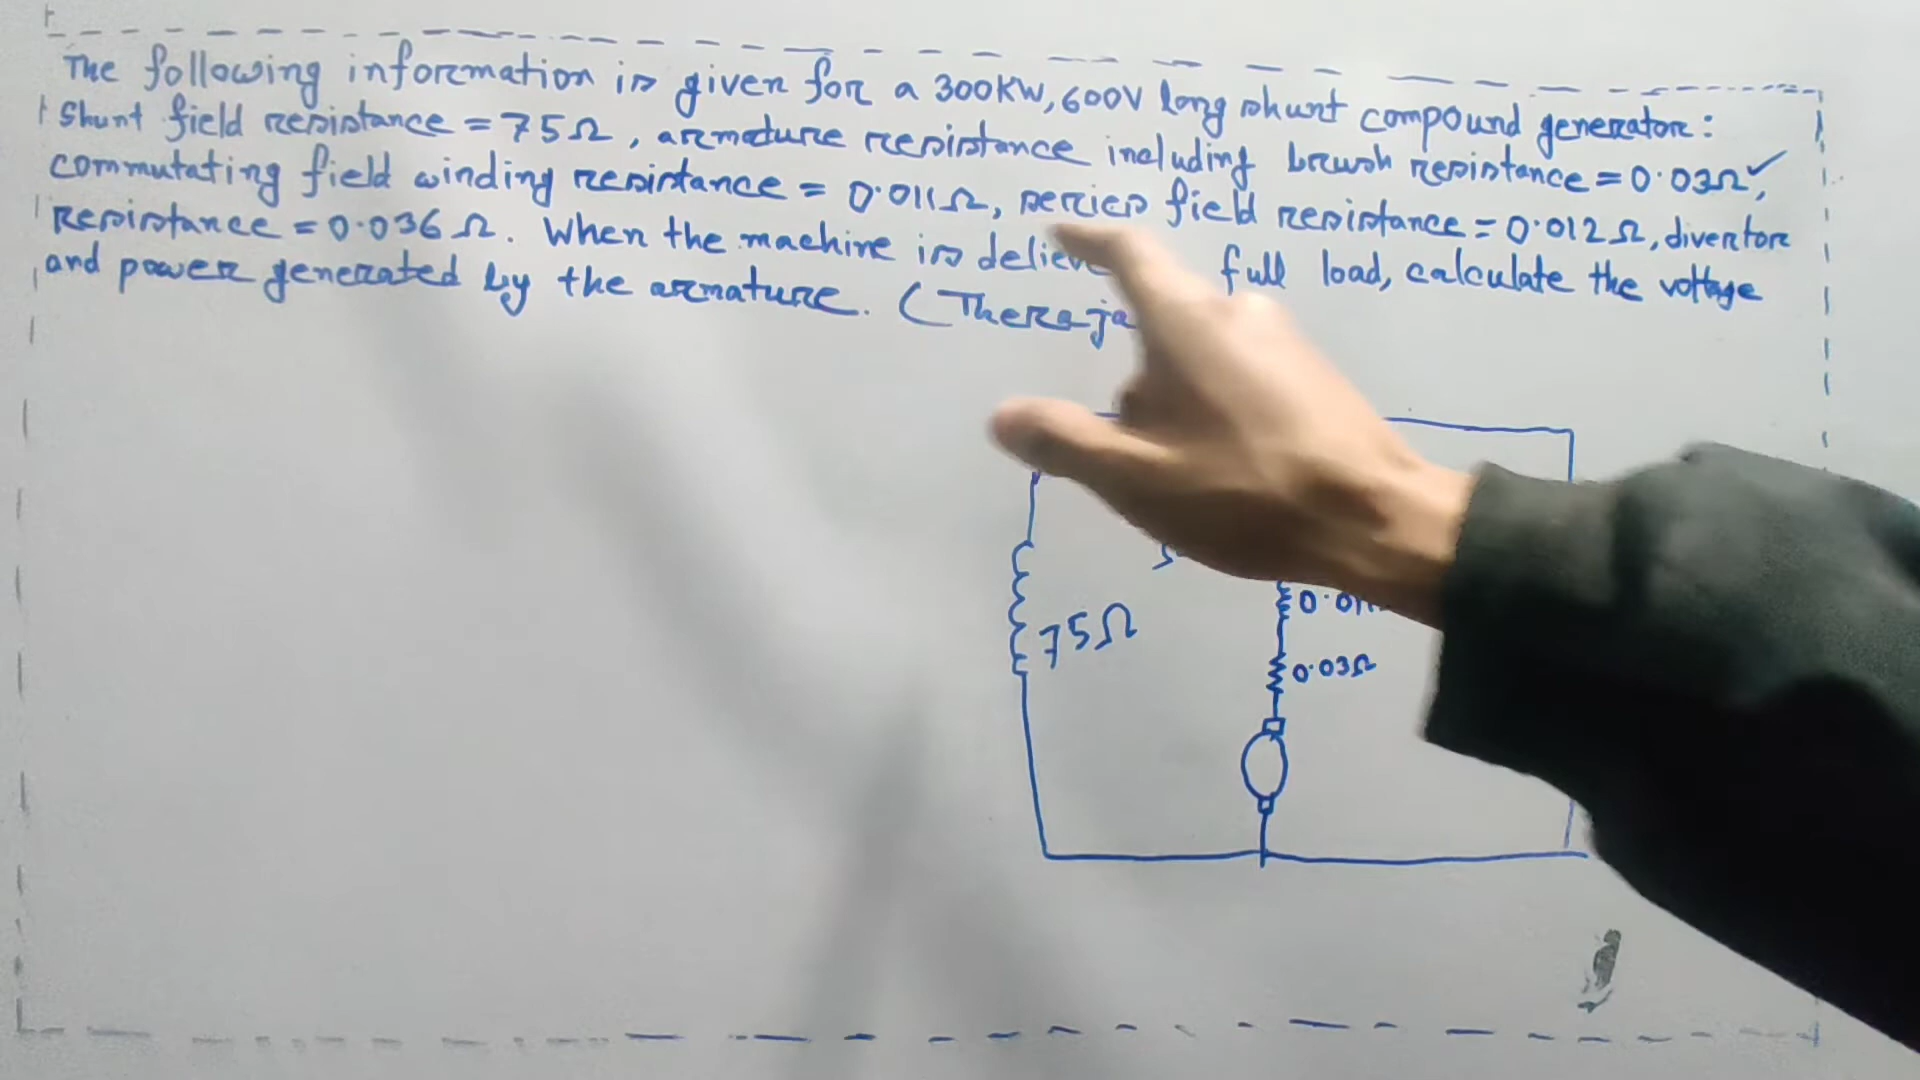 The following information is given for a 300KW, 600V long shunt compound generator:
Shunt field resistance = 75Ω, armature resistance including brush resistance = 0.03Ω,
commutating field winding resistance = 0.011Ω, series field resistance = 0.012Ω, divertor
Resistance = 0.036Ω. When the machine is full load, calculate the voltage
and power generated by the armature. (Theraja
75Ω
0.03Ω